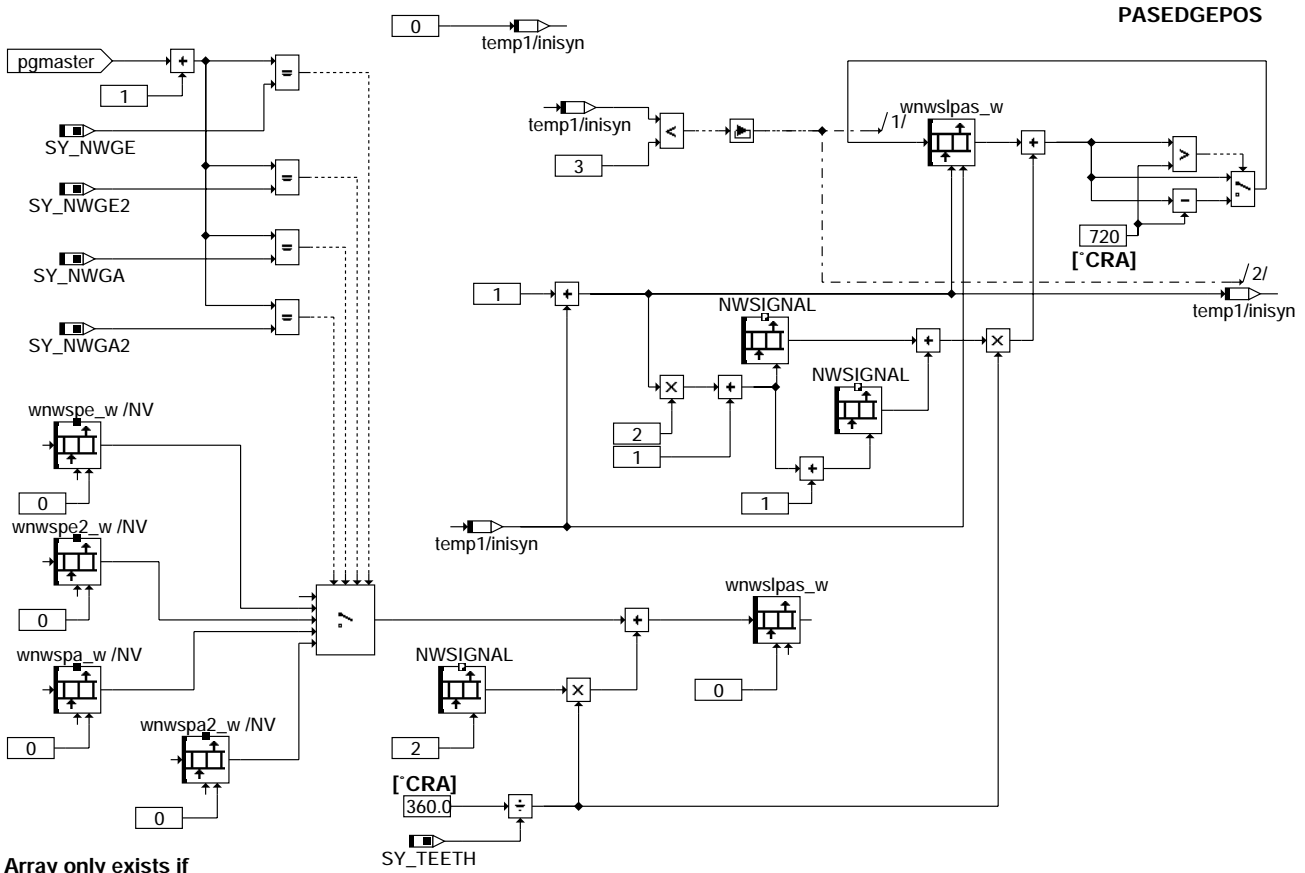 PASEDGEPOS
0
temp1/inisyn
pgmaster
+
=
1
SY_NWGE
=
SY_NWGE2
=
SY_NWGA
=
SY_NWGA2
temp1/inisyn
<
3
/1/
wnwslpas_w
+
>
-
720
[°CRA]
/2/
temp1/inisyn
1
+
NWSIGNAL
+
×
NWSIGNAL
×
+
2
1
+
1
temp1/inisyn
wnwspe_w /NV
0
wnwspe2_w /NV
0
wnwspa_w /NV
0
wnwspa2_w /NV
0
+
wnwslpas_w
0
NWSIGNAL
×
2
[°CRA]
360.0
÷
SY_TEETH
Array only exists if